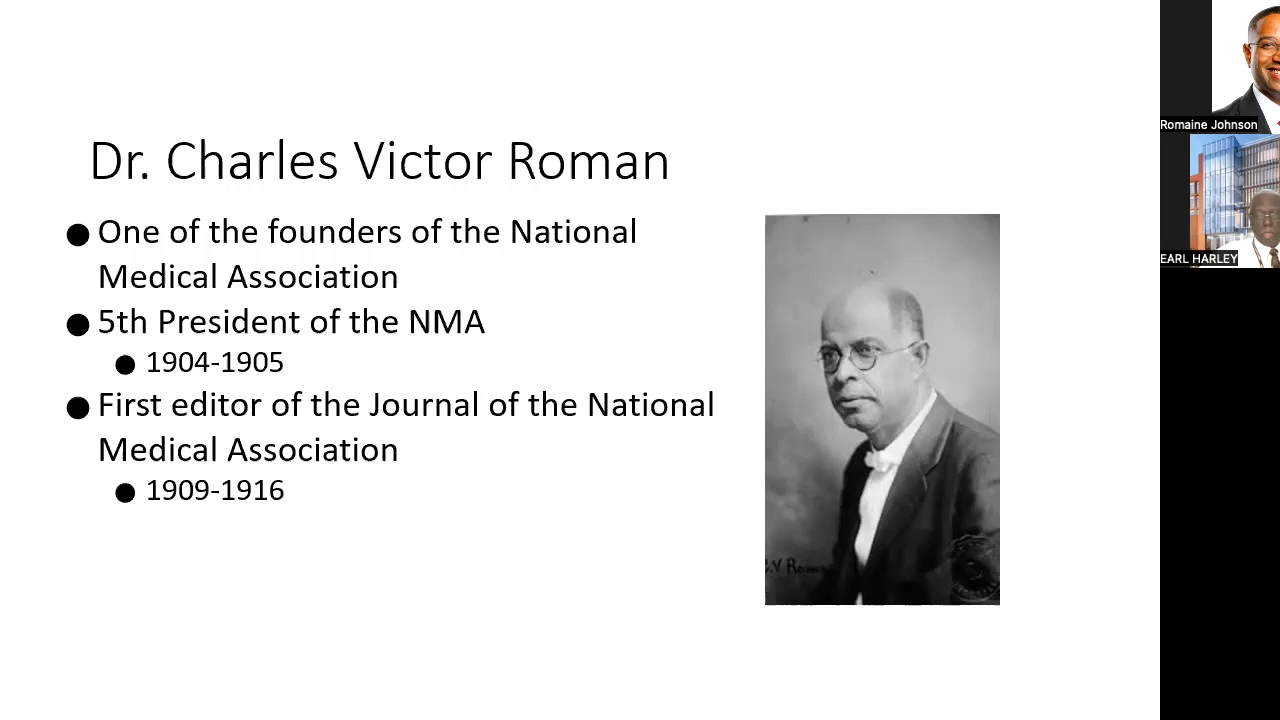 Dr. Charles Victor Roman
● One of the founders of the National
Medical Association
● 5th President of the NMA
● 1904-1905
● First editor of the Journal of the National
Medical Association
● 1909-1916
Romaine Johnson
EARL HARLEY